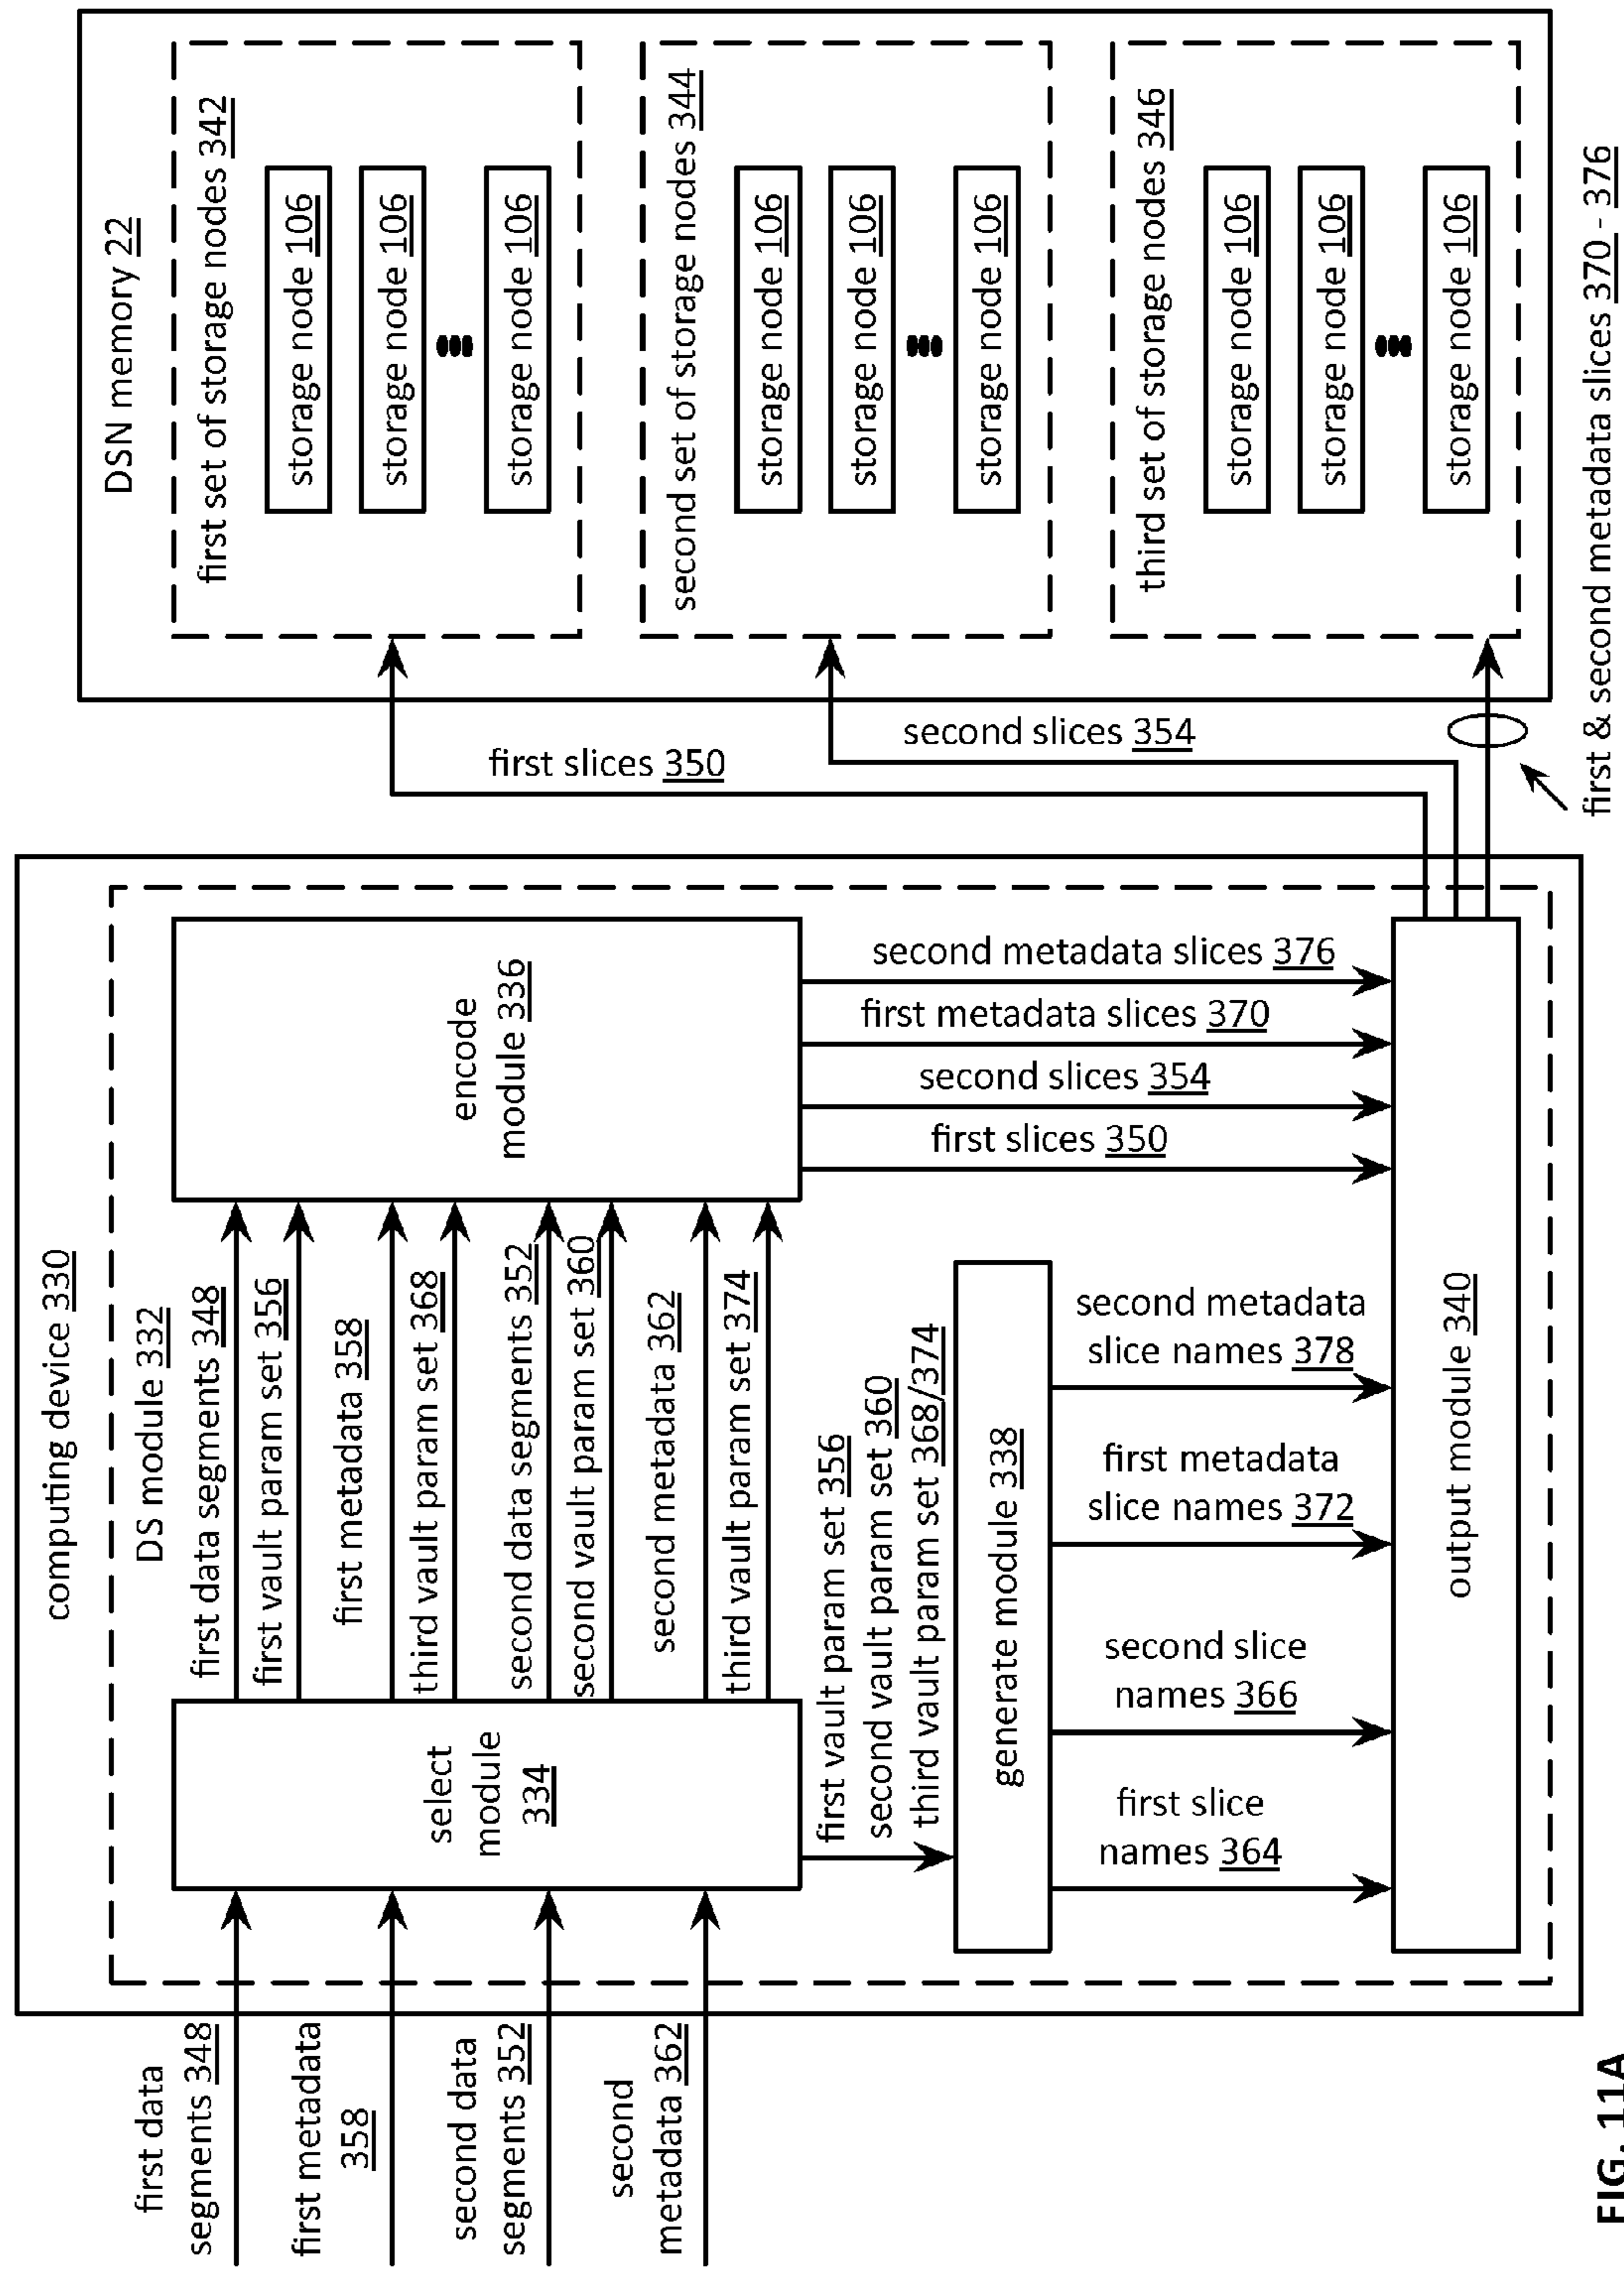 computing device 330
DS module 332
first data
segments 348
first metadata
358
second data
segments 352
second
metadata 362
select
module
334
first data segments 348
first vault param set 356
first metadata 358
third vault param set 368
second data segments 352
second vault param set 360
second metadata 362
third vault param set 374
encode
module 336
first vault param set 356
second vault param set 360
third vault param set 368/374
generate module 338
first slice
names 364
second slice
names 366
first metadata
slice names 372
second metadata
slice names 378
second metadata slices 376
first metadata slices 370
second slices 354
first slices 350
output module 340
first slices 350
second slices 354
first & second metadata slices 370 - 376
DSN memory 22
first set of storage nodes 342
storage node 106
storage node 106
storage node 106
second set of storage nodes 344
storage node 106
storage node 106
storage node 106
third set of storage nodes 346
storage node 106
storage node 106
storage node 106
FIG. 11A